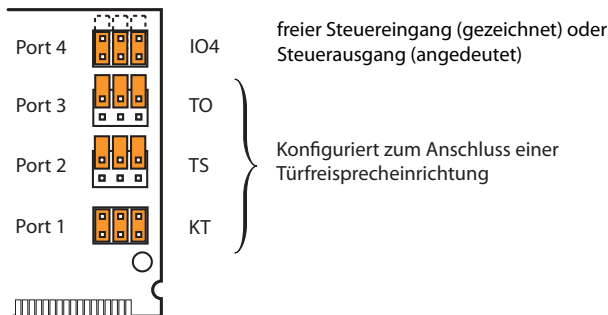 Port 4 IO4 freier Steuereingang (gezeichnet) oder
Steuerausgang (angedeutet)
Port 3 TO
Konfiguriert zum Anschluss einer
Port 2 TS
Türfreisprecheinrichtung
Port 1 KT